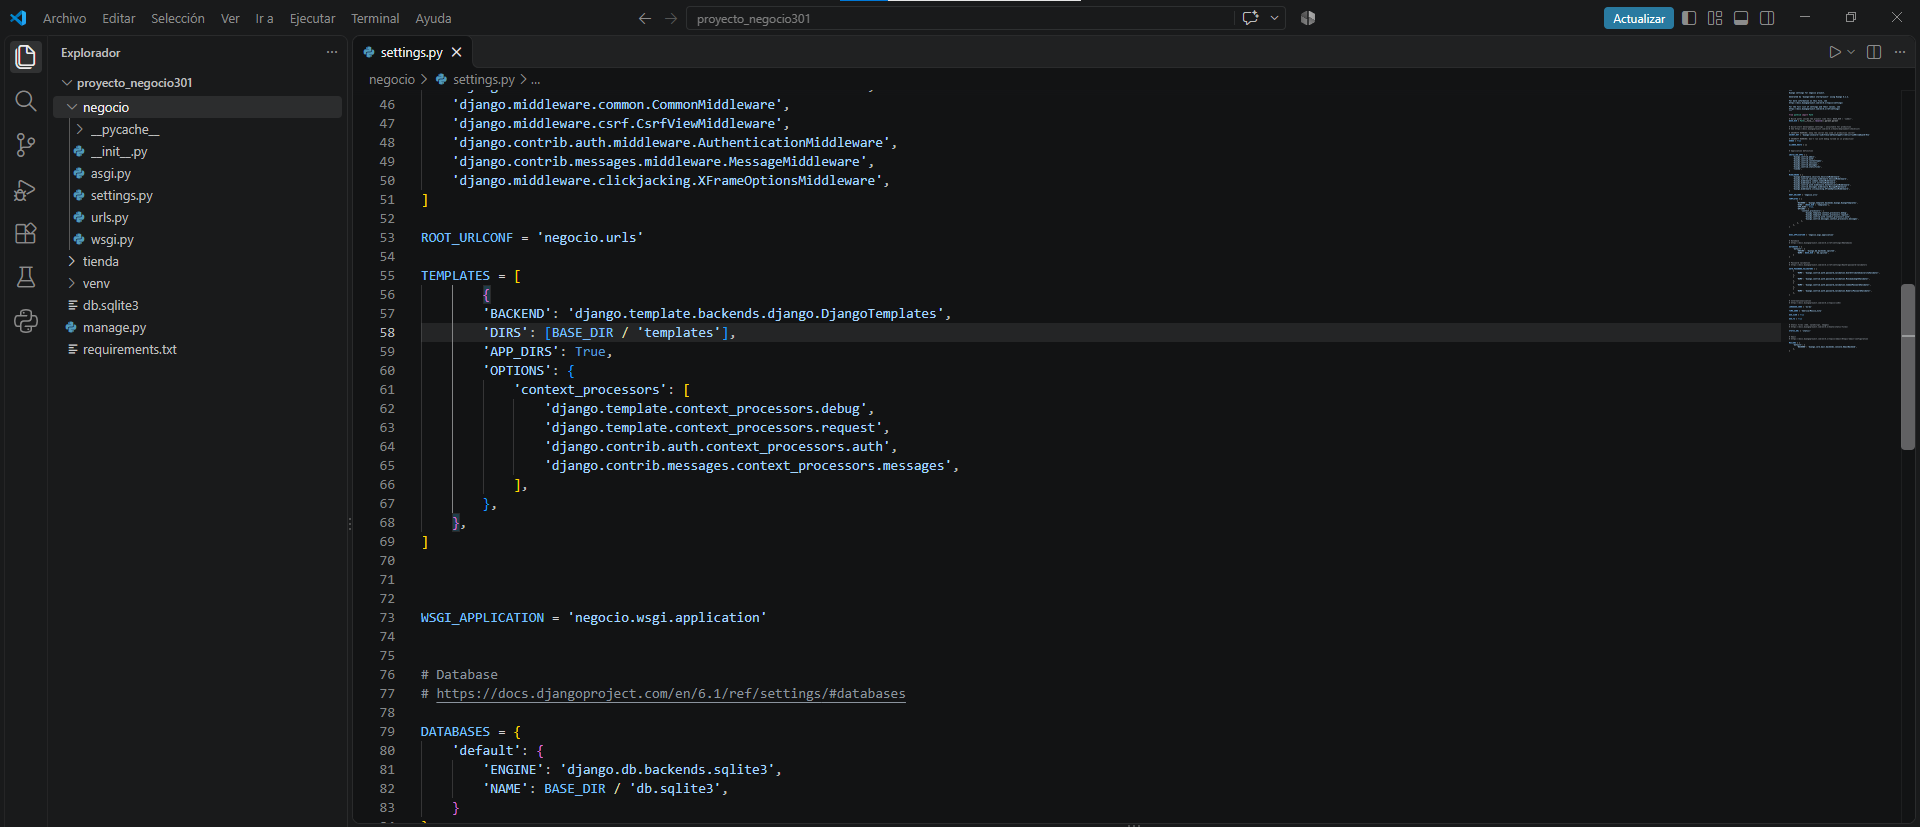 Archivo Editar Selección Ver Ir a Ejecutar Terminal Ayuda
proyecto_negocio301
Actualizar
Explorador
proyecto_negocio301
negocio
__pycache__
__init__.py
asgi.py
settings.py
urls.py
wsgi.py
tienda
venv
db.sqlite3
manage.py
requirements.txt
settings.py
negocio > settings.py > ...
46 'django.middleware.common.CommonMiddleware',
47 'django.middleware.csrf.CsrfViewMiddleware',
48 'django.contrib.auth.middleware.AuthenticationMiddleware',
49 'django.contrib.messages.middleware.MessageMiddleware',
50 'django.middleware.clickjacking.XFrameOptionsMiddleware',
51 ]
52
53 ROOT_URLCONF = 'negocio.urls'
54
55 TEMPLATES = [
56 {
57 'BACKEND': 'django.template.backends.django.DjangoTemplates',
58 'DIRS': [BASE_DIR / 'templates'],
59 'APP_DIRS': True,
60 'OPTIONS': {
61 'context_processors': [
62 'django.template.context_processors.debug',
63 'django.template.context_processors.request',
64 'django.contrib.auth.context_processors.auth',
65 'django.contrib.messages.context_processors.messages',
66 ],
67 },
68 },
69 ]
70
71
72
73 WSGI_APPLICATION = 'negocio.wsgi.application'
74
75
76 # Database
77 # https://docs.djangoproject.com/en/6.1/ref/settings/#databases
78
79 DATABASES = {
80 'default': {
81 'ENGINE': 'django.db.backends.sqlite3',
82 'NAME': BASE_DIR / 'db.sqlite3',
83 }